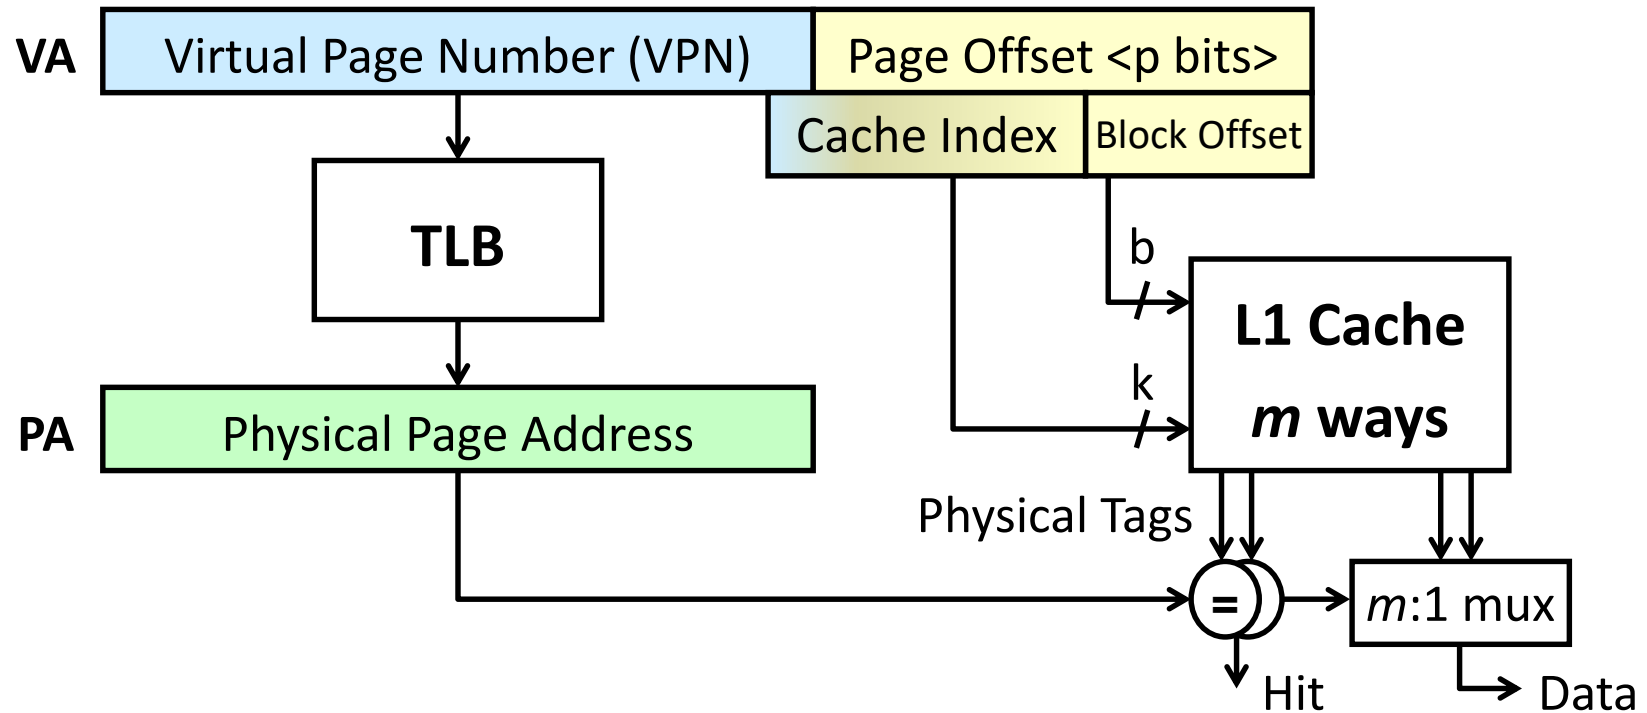 VA
Virtual Page Number (VPN)
Page Offset <p bits>
Cache Index
Block Offset
TLB
b
k
L1 Cache
m ways
PA
Physical Page Address
Physical Tags
=
m:1 mux
Hit
Data